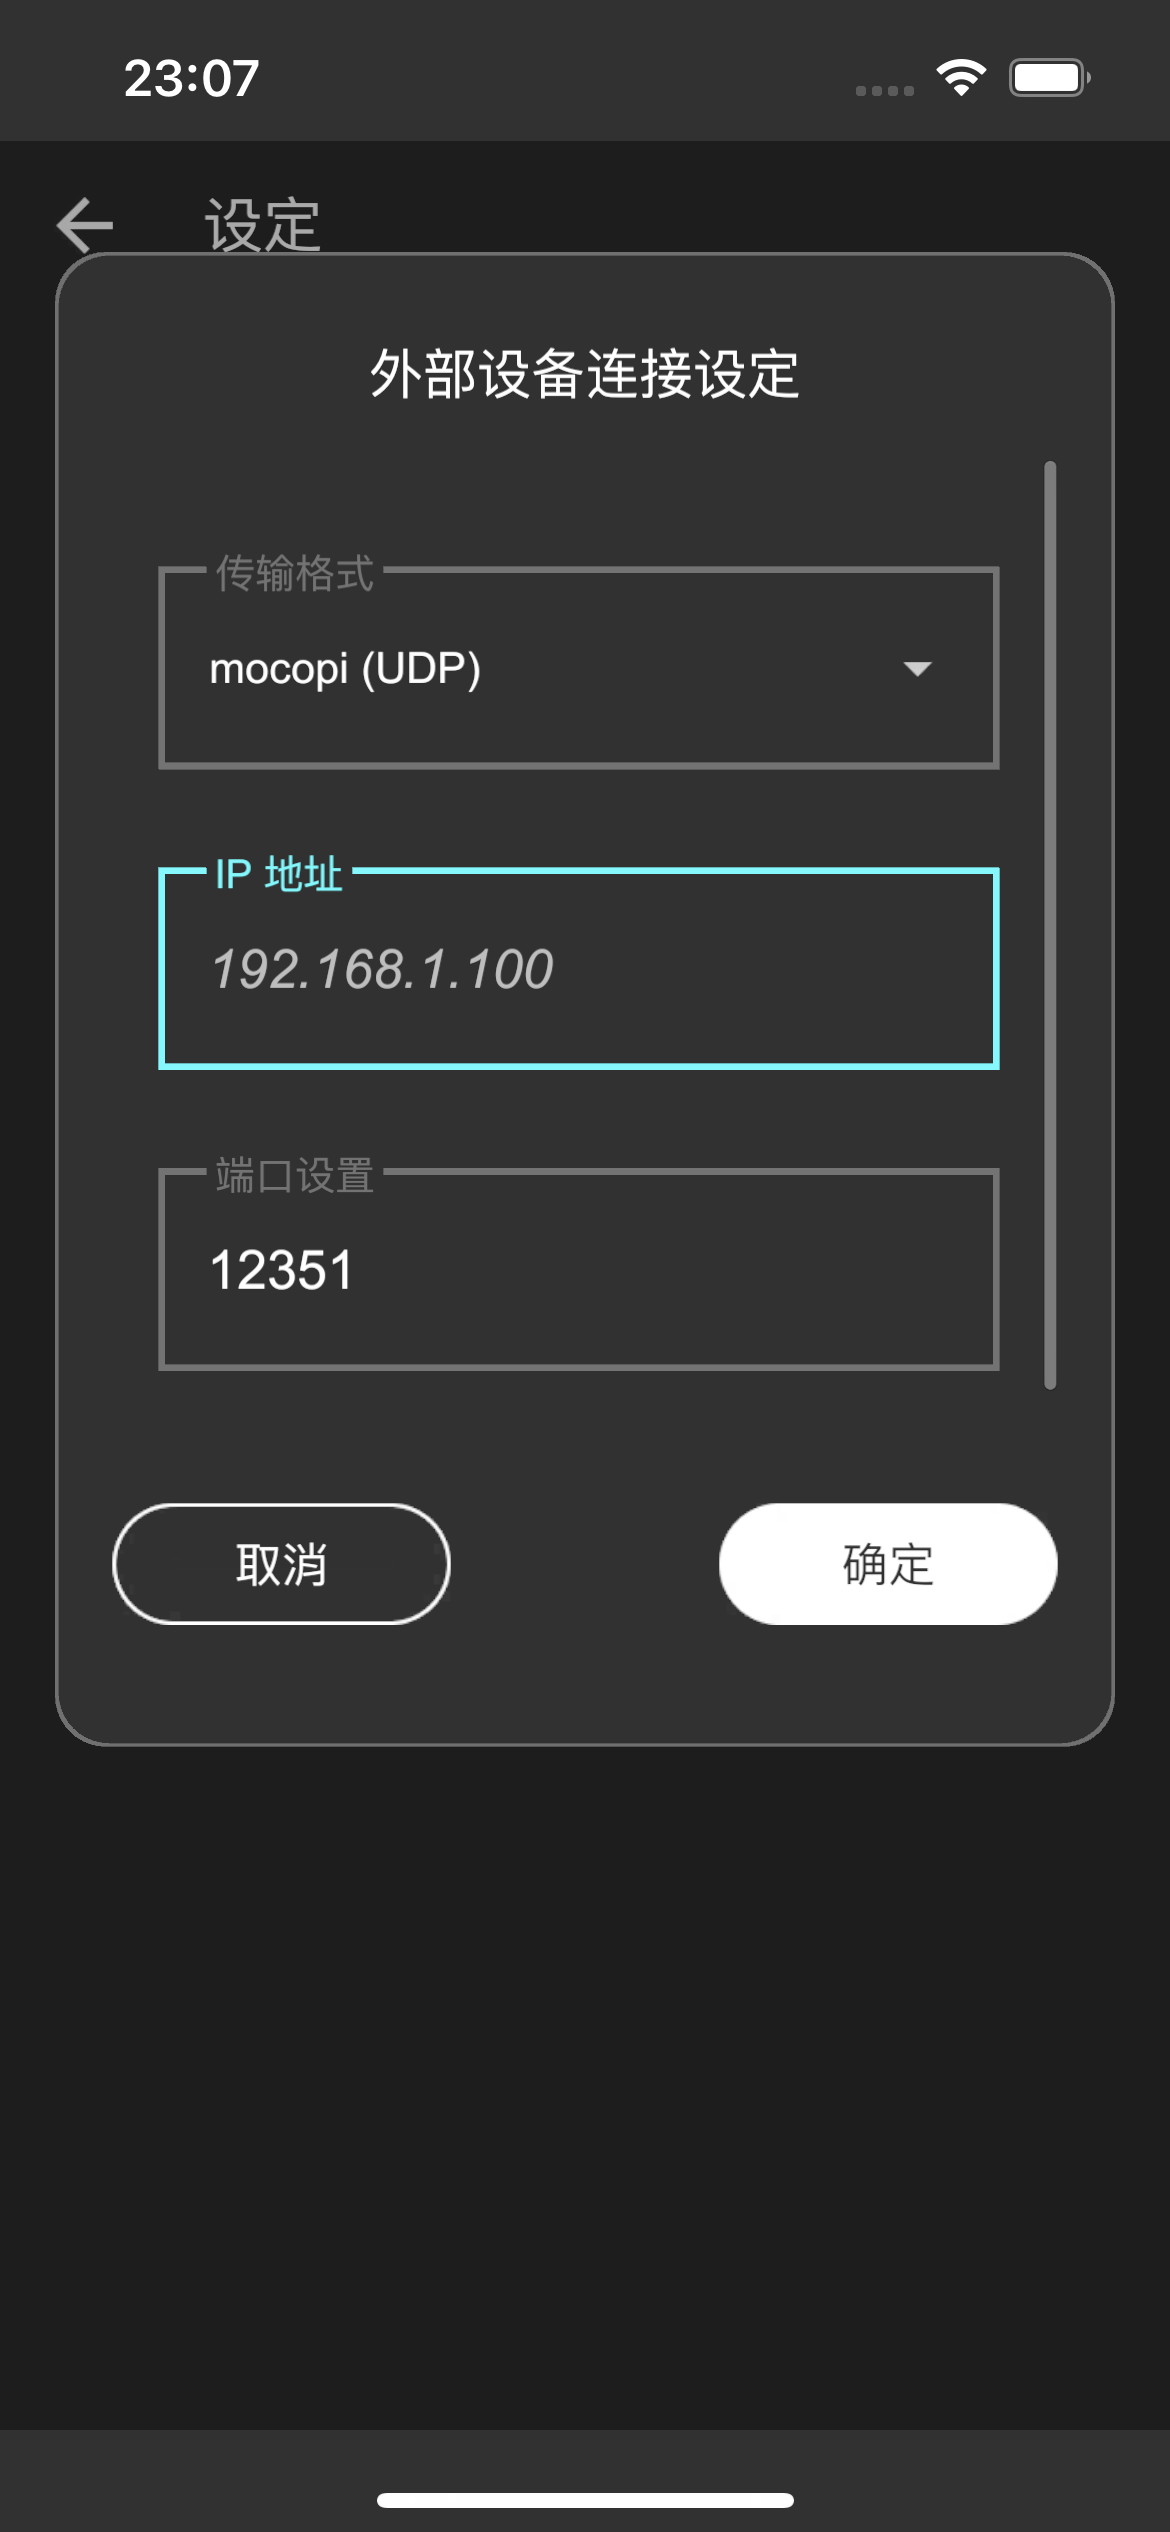 23:07
设定
外部设备连接设定
传输格式
mocopi (UDP)
IP 地址
192.168.1.100
端口设置
12351
取消
确定